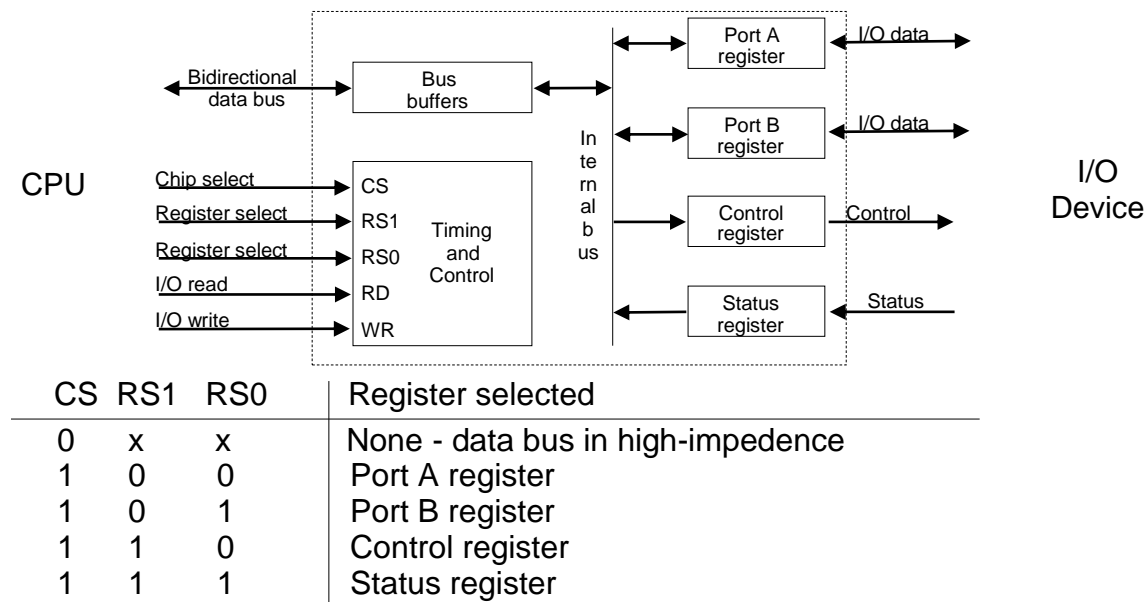 CPU
Bidirectional
data bus
Bus
buffers
Chip select
Register select
Register select
I/O read
I/O write
CS
RS1
RS0
RD
WR
Timing
and
Control
In
te
rn
al
b
us
Port A
register
I/O data
Port B
register
I/O data
Control
register
Control
Status
register
Status
I/O
Device
CS RS1 RS0 Register selected
0 x x None - data bus in high-impedence
1 0 0 Port A register
1 0 1 Port B register
1 1 0 Control register
1 1 1 Status register